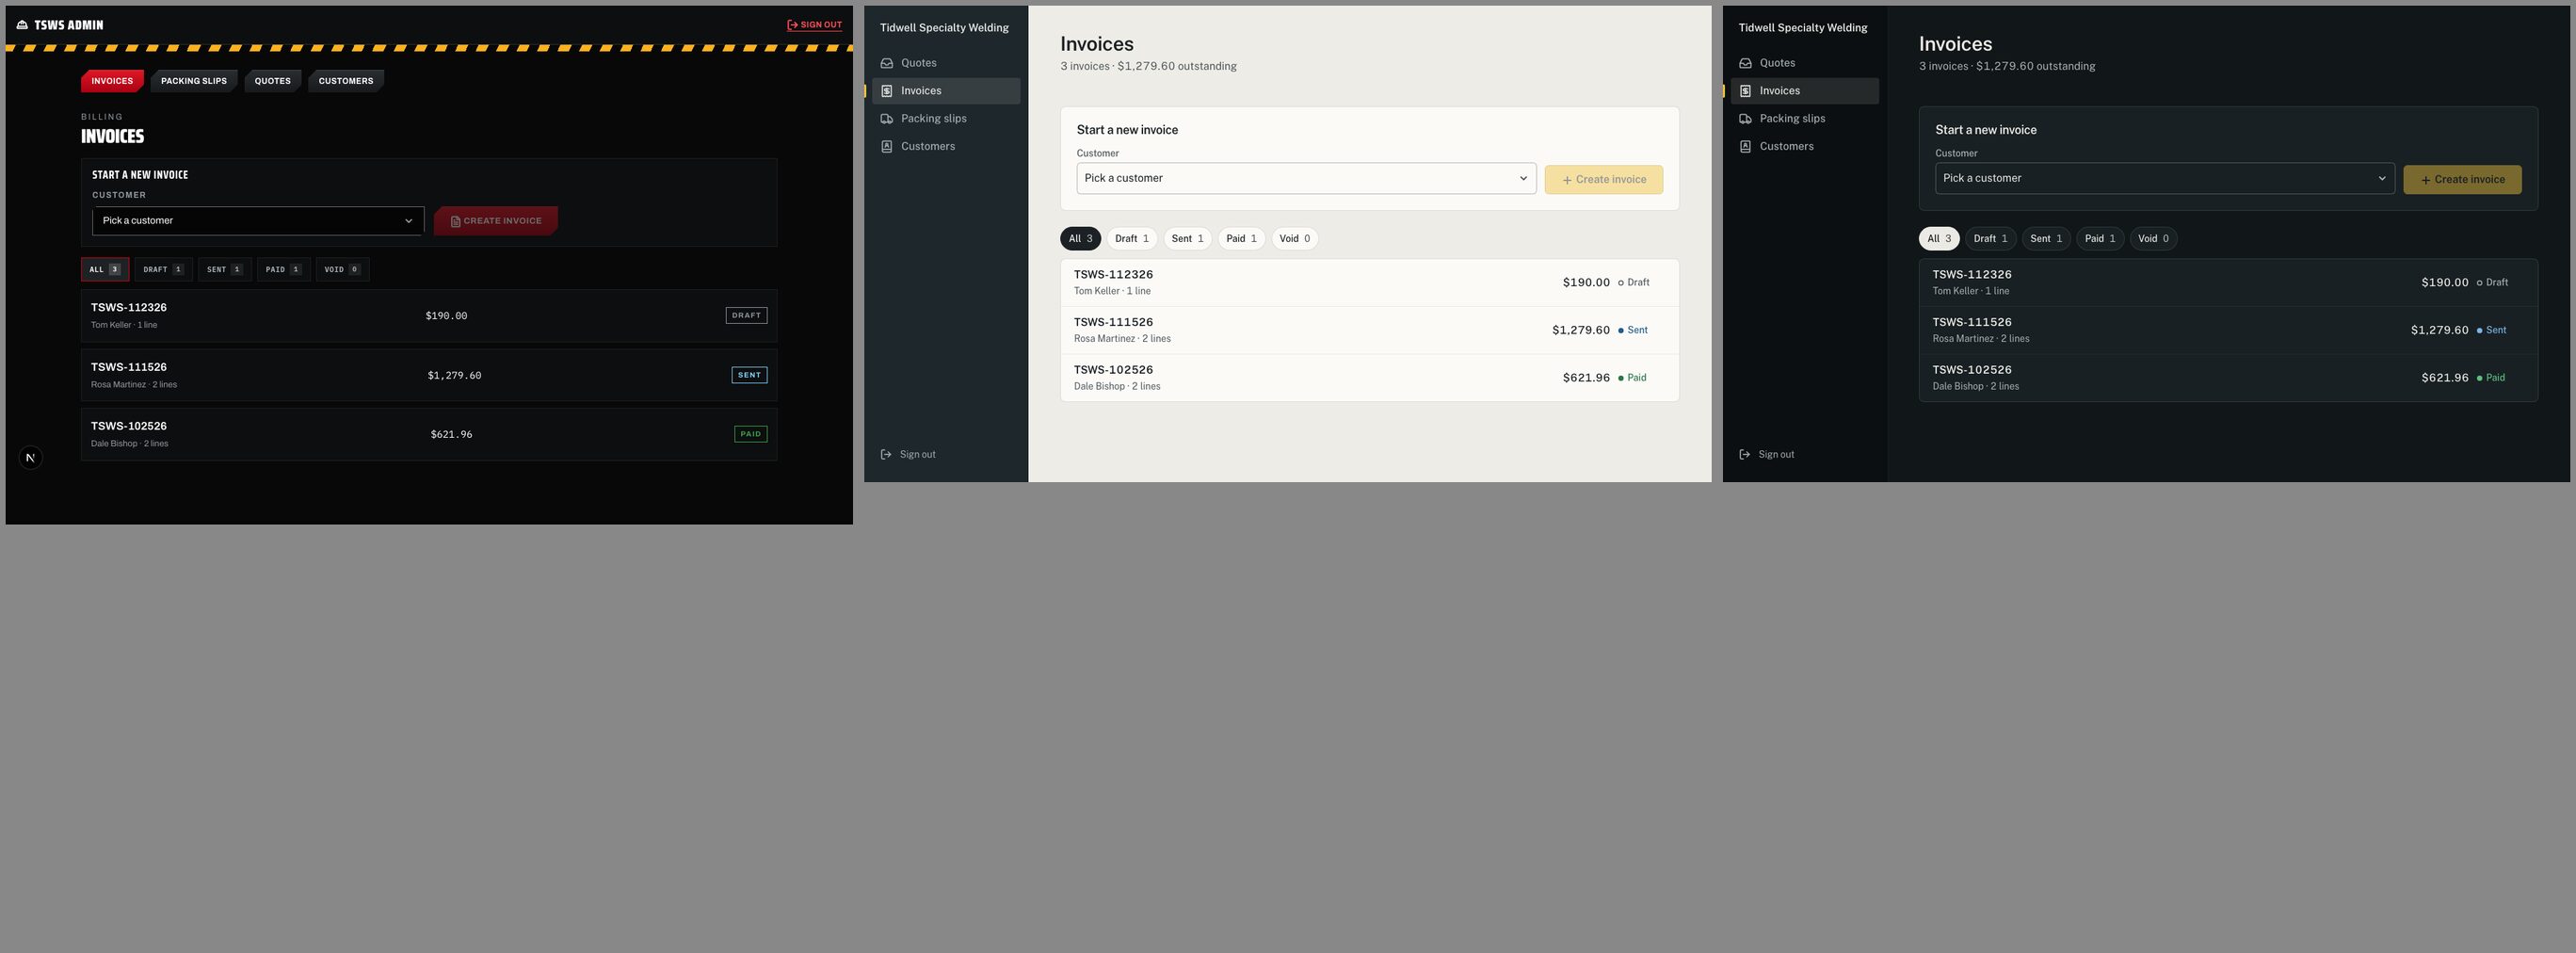 TSWS ADMIN
SIGN OUT
INVOICES
PACKING SLIPS
QUOTES
CUSTOMERS
BILLING
INVOICES
START A NEW INVOICE
CUSTOMER
Pick a customer
CREATE INVOICE
ALL 3
DRAFT 1
SENT 1
PAID 1
VOID 0
TSWS-112326
Tom Keller · 1 line
$190.00
DRAFT
TSWS-111526
Rosa Martinez · 2 lines
$1,279.60
SENT
TSWS-102526
Dale Bishop · 2 lines
$621.96
PAID
N
Tidwell Specialty Welding
Quotes
Invoices
Packing slips
Customers
Sign out
Invoices
3 invoices · $1,279.60 outstanding
Start a new invoice
Customer
Pick a customer
+ Create invoice
All 3
Draft 1
Sent 1
Paid 1
Void 0
TSWS-112326
Tom Keller · 1 line
$190.00
Draft
TSWS-111526
Rosa Martinez · 2 lines
$1,279.60
Sent
TSWS-102526
Dale Bishop · 2 lines
$621.96
Paid
Tidwell Specialty Welding
Quotes
Invoices
Packing slips
Customers
Sign out
Invoices
3 invoices · $1,279.60 outstanding
Start a new invoice
Customer
Pick a customer
+ Create invoice
All 3
Draft 1
Sent 1
Paid 1
Void 0
TSWS-112326
Tom Keller · 1 line
$190.00
Draft
TSWS-111526
Rosa Martinez · 2 lines
$1,279.60
Sent
TSWS-102526
Dale Bishop · 2 lines
$621.96
Paid